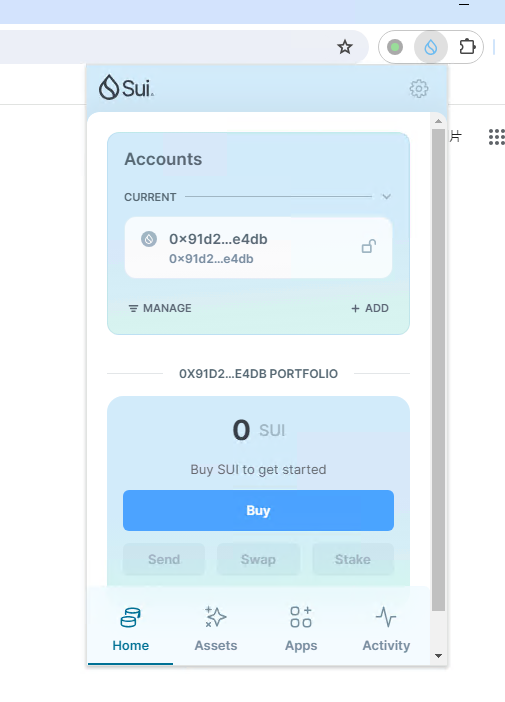 Sui
片
Accounts
CURRENT
0×91d2...e4db
0×91d2...e4db
MANAGE
+ ADD
0X91D2...E4DB PORTFOLIO
0 SUI
Buy SUI to get started
Buy
Send
Swap
Stake
Home
Assets
Apps
Activity